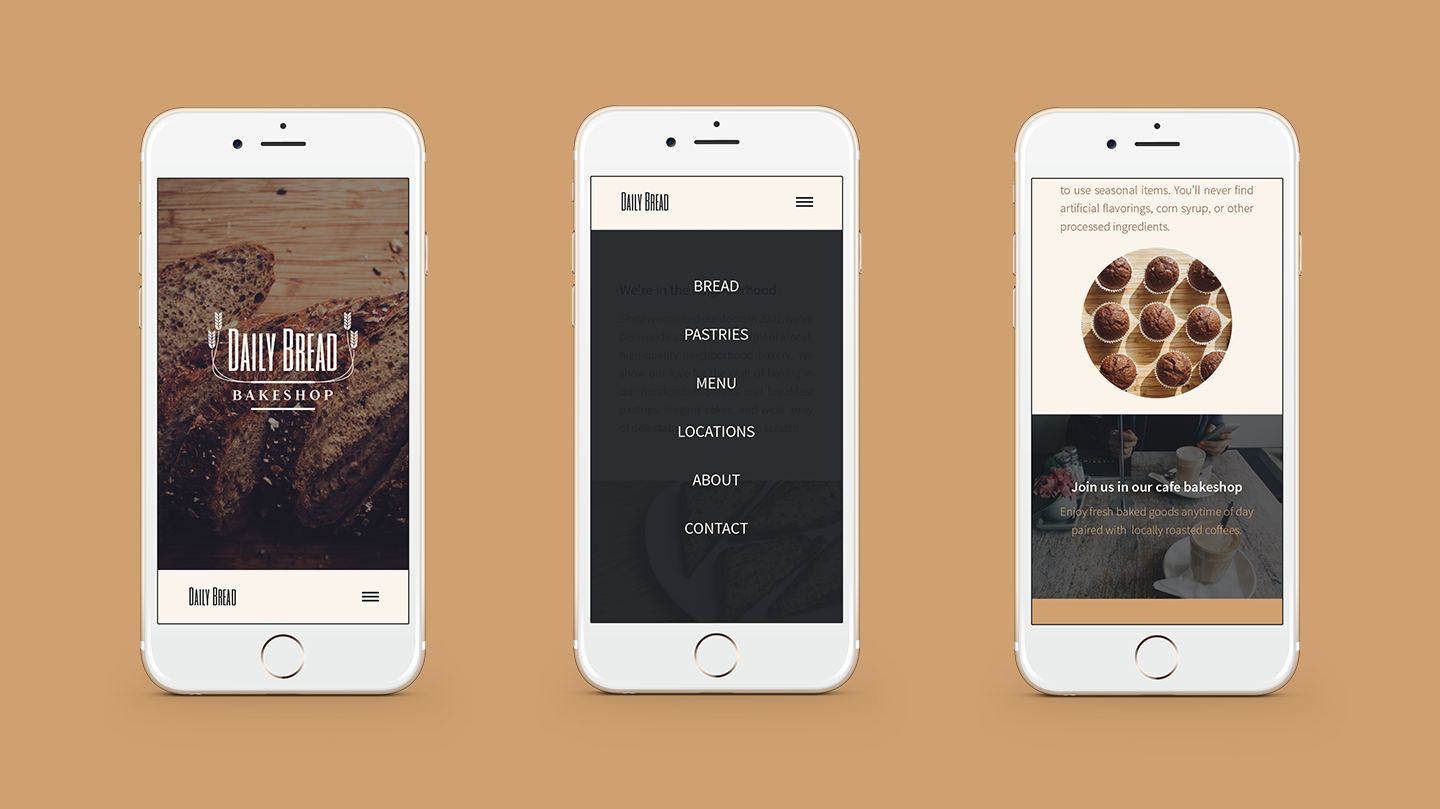 DAILY BREAD
BAKESHOP
DAILY BREAD
DAILY BREAD
We're in the
hood
BREAD
PASTRIES
MENU
LOCATIONS
ABOUT
CONTACT
to use seasonal items. You'll never find
artificial flavorings, corn syrup, or other
processed ingredients.
Join us in our cafe bakeshop
Enjoy fresh baked goods anytime of day
paired with locally roasted coffees.